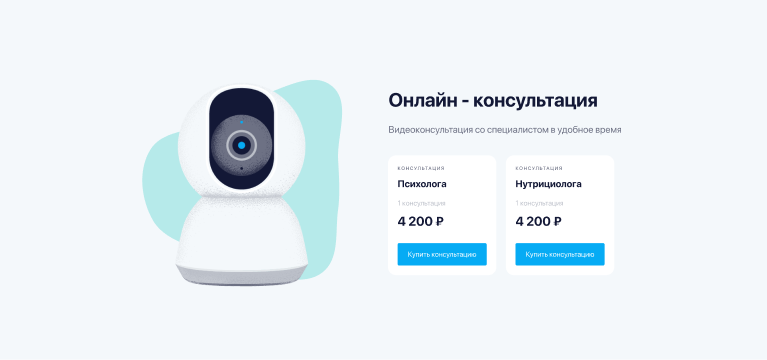 Онлайн - консультация
Видеоконсультация со специалистом в удобное время
КОНСУЛЬТАЦИЯ
Психолога
1 консультация
4 200 ₽
Купить консультацию
КОНСУЛЬТАЦИЯ
Нутрициолога
1 консультация
4 200 ₽
Купить консультацию